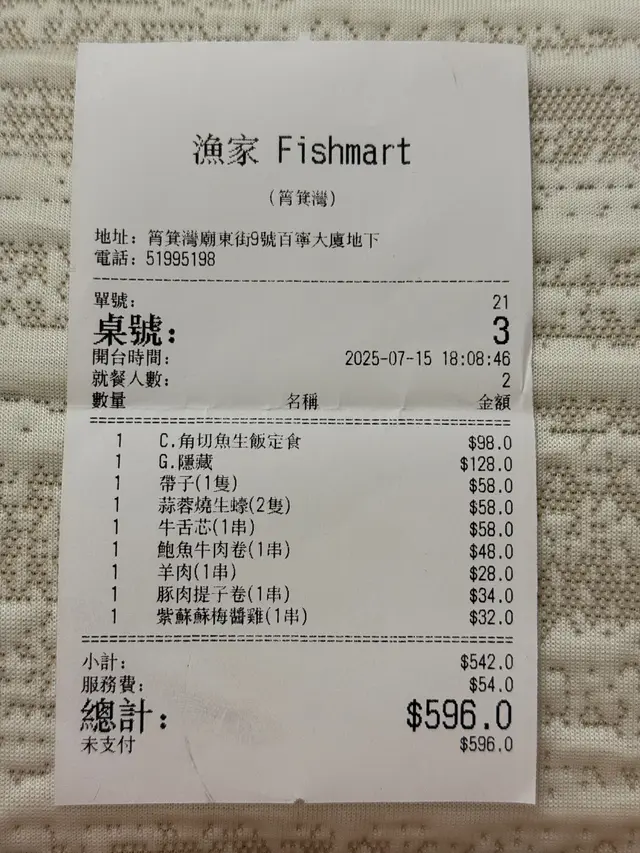 漁家 Fishmart
(筲箕灣)
地址: 筲箕灣廟東街9號百寧大廈地下
電話: 51995198
單號: 21
桌號: 3
開台時間: 2025-07-15 18:08:46
就餐人數: 2
數量 名稱 金額
1 C.角切魚生飯定食 $98.0
1 G.隱藏 $128.0
1 帶子(1隻) $58.0
1 蒜蓉燒生蠔(2隻) $58.0
1 牛舌芯(1串) $58.0
1 鮑魚牛肉卷(1串) $48.0
1 羊肉(1串) $28.0
1 豚肉提子卷(1串) $34.0
1 紫蘇蘇梅醬雞(1串) $32.0
小計: $542.0
服務費: $54.0
總計: $596.0
未支付 $596.0